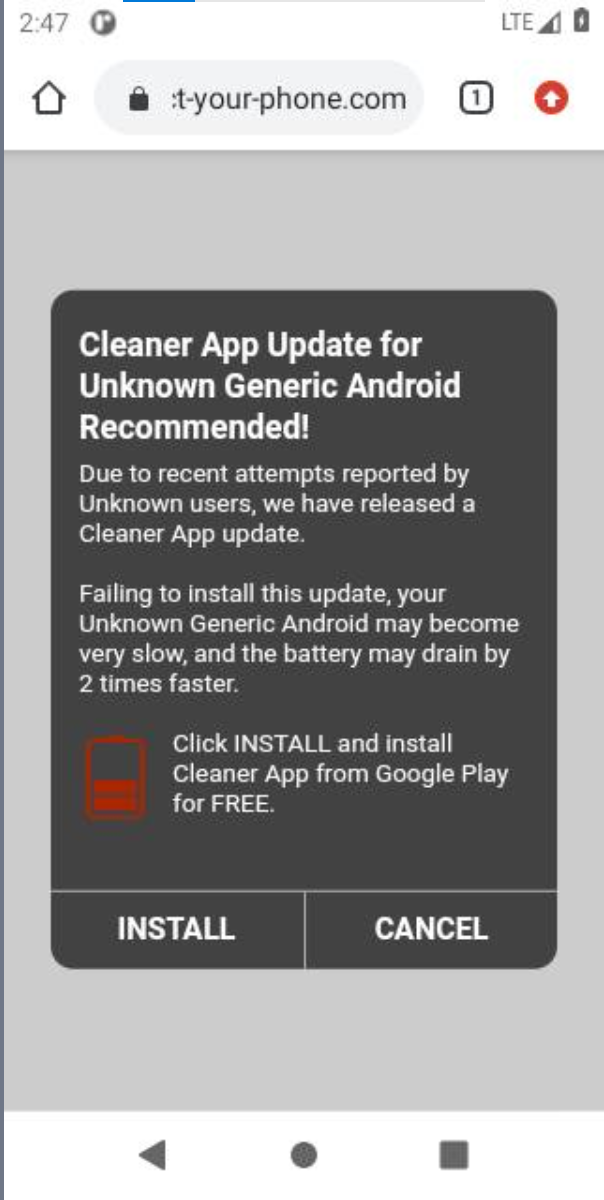 2:47
LTE
:t-your-phone.com
1
Cleaner App Update for
Unknown Generic Android
Recommended!
Due to recent attempts reported by
Unknown users, we have released a
Cleaner App update.
Failing to install this update, your
Unknown Generic Android may become
very slow, and the battery may drain by
2 times faster.
Click INSTALL and install
Cleaner App from Google Play
for FREE.
INSTALL
CANCEL